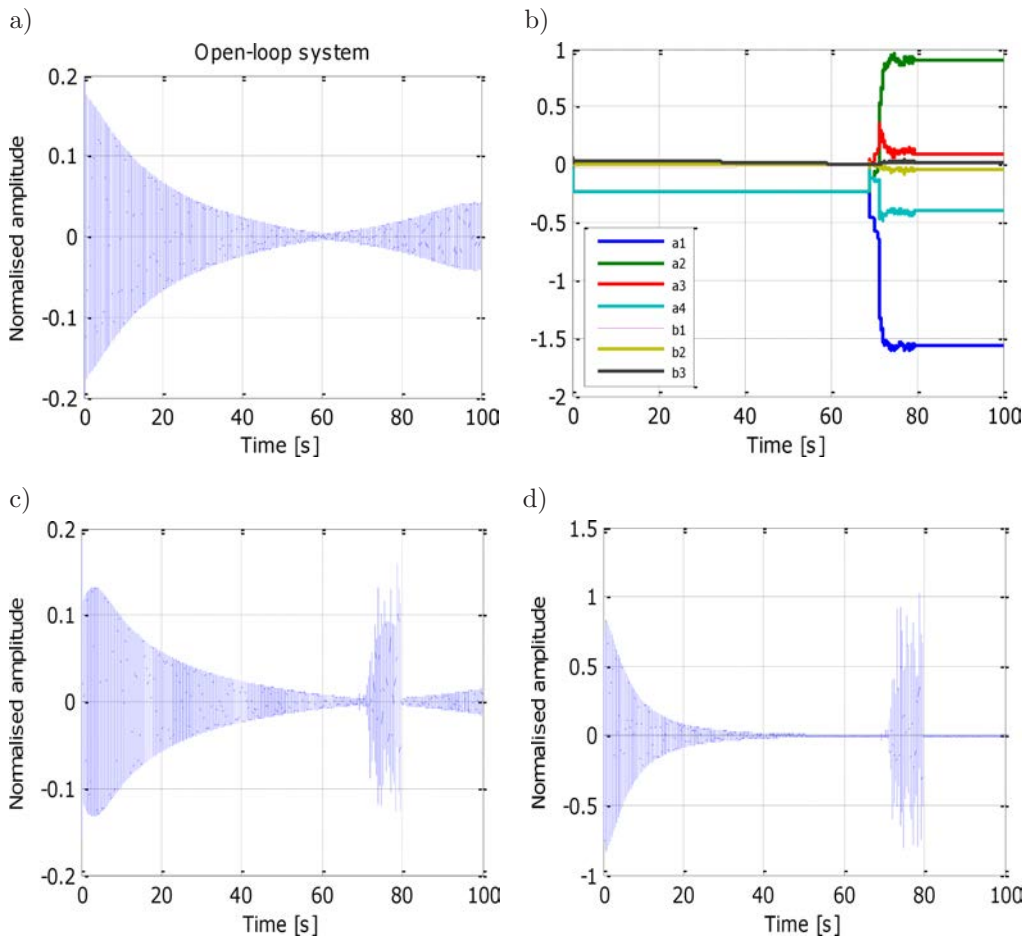 a)
Open-loop system
0.2
0.1
0
-0.1
-0.2
Normalised amplitude
0 20 40 60 80 100
Time [s]
b)
1
0.5
0
-0.5
-1
-1.5
-2
a1
a2
a3
a4
b1
b2
b3
0 20 40 60 80 100
Time [s]
c)
0.2
0.1
0
-0.1
-0.2
Normalised amplitude
0 20 40 60 80 100
Time [s]
d)
1.5
1
0.5
0
-0.5
-1
Normalised amplitude
0 20 40 60 80 100
Time [s]